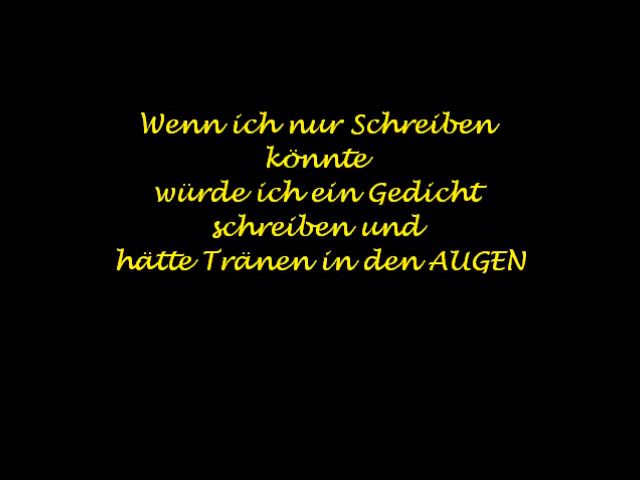 Wenn ich nur Schreiben
könnte
würde ich ein Gedicht
schreiben und
hätte Tränen in den AUGEN